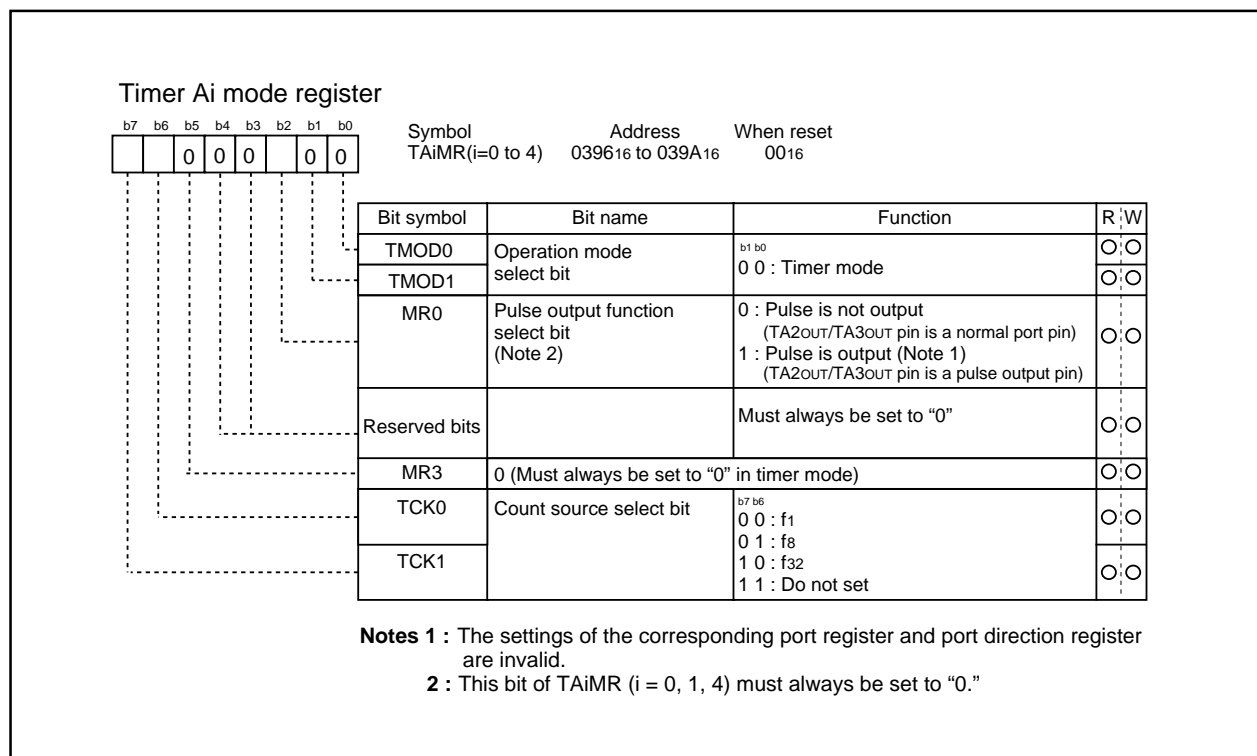 Timer Ai mode register
b7 b6 b5 b4 b3 b2 b1 b0
0 0 0 0 0
Symbol Address When reset
TAiMR(i=0 to 4) 039616 to 039A16 0016
Bit symbol Bit name Function R W
TMOD0 Operation mode b1 b0
TMOD1 select bit 0 0 : Timer mode
MR0 Pulse output function 0 : Pulse is not output
select bit (TA2OUT/TA3OUT pin is a normal port pin)
(Note 2) 1 : Pulse is output (Note 1)
(TA2OUT/TA3OUT pin is a pulse output pin)
Reserved bits Must always be set to “0”
MR3 0 (Must always be set to “0” in timer mode)
TCK0 Count source select bit b7 b6
0 0 : f1
0 1 : f8
TCK1 1 0 : f32
1 1 : Do not set
Notes 1 : The settings of the corresponding port register and port direction register
are invalid.
2 : This bit of TAiMR (i = 0, 1, 4) must always be set to “0.”